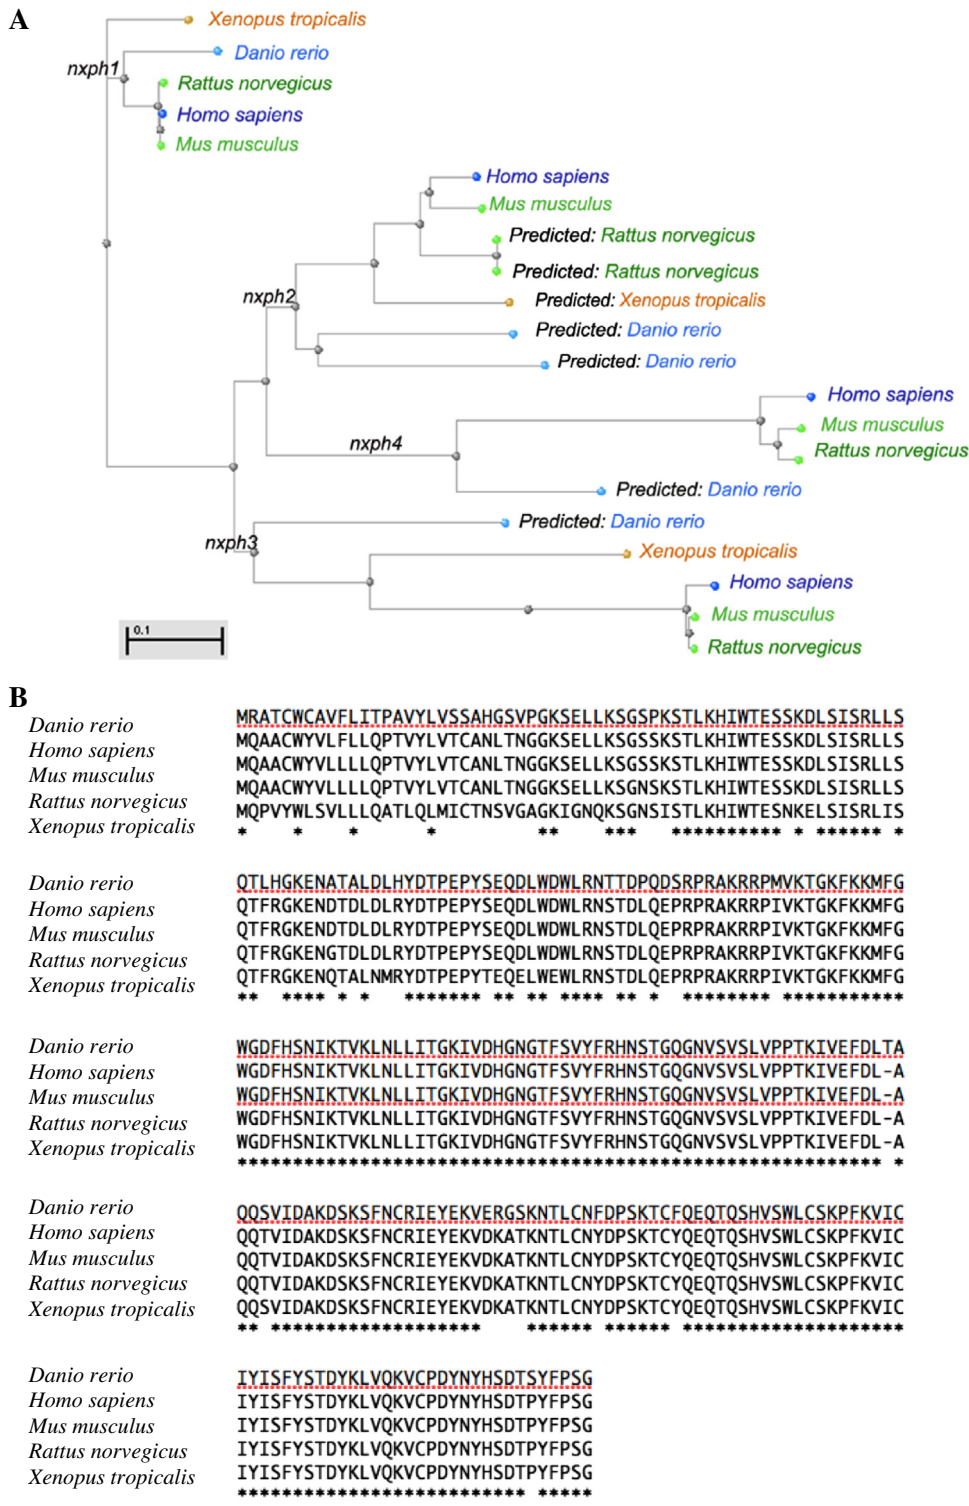 A
Xenopus tropicalis
Danio rerio
nxph1
Rattus norvegicus
Homo sapiens
Mus musculus
Homo sapiens
Mus musculus
Predicted: Rattus norvegicus
Predicted: Rattus norvegicus
nxph2
Predicted: Xenopus tropicalis
Predicted: Danio rerio
Predicted: Danio rerio
Homo sapiens
Mus musculus
nxph4
Rattus norvegicus
Predicted: Danio rerio
Predicted: Danio rerio
nxph3
Xenopus tropicalis
Homo sapiens
Mus musculus
0.1
Rattus norvegicus
B
Danio rerio MRATCWCAVFLITPAVYLVSSAHGSVPGKSELLKSGSPKSTLKHIWTESSKDLSISRLLS
Homo sapiens MQAACWYVLFLLQPTVYLVTCANLTNGGKSELLKSGSSKSTLKHIWTESSKDLSISRLLS
Mus musculus MQAACWYVLLLLQPTVYLVTCANLTNGGKSELLKSGNSKSTLKHIWTESSKDLSISRLLS
Rattus norvegicus MQAACWYVLLLLQPTVYLVTCANLTNGGKSELLKSGNSKSTLKHIWTESSKDLSISRLLS
Xenopus tropicalis MQPVYWLSVLLLQATLQLMICTNSVGAGKIGNQKSGNSISTLKHIWTESNKELSISRLIS
* * * * ** *** ********** * ****** *
Danio rerio QTLHGKENATALDLHYDTPEPYSEQDLWDWLRNTTDPQDSRPRAKRRPMVKTGKFKKMFG
Homo sapiens QTFRGKENDTDLDLRYDTPEPYSEQDLWDWLRNSTDLQEPRPRAKRRPIVKTGKFKKMFG
Mus musculus QTFRGKENDTDLDLRYDTPEPYSEQDLWDWLRNSTDLQEPRPRAKRRPIVKTGKFKKMFG
Rattus norvegicus QTFRGKENGTDLDLRYDTPEPYSEQDLWDWLRNSTDLQEPRPRAKRRPIVKTGKFKKMFG
Xenopus tropicalis QTFRGKENQTALNMRYDTPEPYTEQELWEWLRNSTDLQEPRPRAKRRPIVKTGKFKKMFG
** **** * * ******* ** ** **** ** * ******** ***********
Danio rerio WGDFHSNIKTVKLNLLITGKIVDHGNGTFSVYFRHNSTGQGNVSVSLVPPTKIVEFDLTA
Homo sapiens WGDFHSNIKTVKLNLLITGKIVDHGNGTFSVYFRHNSTGQGNVSVSLVPPTKIVEFDL-A
Mus musculus WGDFHSNIKTVKLNLLITGKIVDHGNGTFSVYFRHNSTGQGNVSVSLVPPTKIVEFDL-A
Rattus norvegicus WGDFHSNIKTVKLNLLITGKIVDHGNGTFSVYFRHNSTGQGNVSVSLVPPTKIVEFDL-A
Xenopus tropicalis WGDFHSNIKTVKLNLLITGKIVDHGNGTFSVYFRHNSTGQGNVSVSLVPPTKIVEFDL-A
********************************************************** *
Danio rerio QQSVIDAKDSKSFNCRIEYEKVERGSKNTLCNFDPSKTCFQEQTQSHVSWLCSKPFKVIC
Homo sapiens QQTVIDAKDSKSFNCRIEYEKVDKATKNTLCNYDPSKTCYQEQTQSHVSWLCSKPFKVIC
Mus musculus QQTVIDAKDSKSFNCRIEYEKVDKATKNTLCNYDPSKTCYQEQTQSHVSWLCSKPFKVIC
Rattus norvegicus QQTVIDAKDSKSFNCRIEYEKVDKATKNTLCNYDPSKTCYQEQTQSHVSWLCSKPFKVIC
Xenopus tropicalis QQSVIDAKDSKSFNCRIEYEKVDKATKNTLCNYDPSKTCYQEQTQSHVSWLCSKPFKVIC
** ******************* ****** ****** ********************
Danio rerio IYISFYSTDYKLVQKVCPDYNYHSDTSYFPSG
Homo sapiens IYISFYSTDYKLVQKVCPDYNYHSDTPYFPSG
Mus musculus IYISFYSTDYKLVQKVCPDYNYHSDTPYFPSG
Rattus norvegicus IYISFYSTDYKLVQKVCPDYNYHSDTPYFPSG
Xenopus tropicalis IYISFYSTDYKLVQKVCPDYNYHSDTPYFPSG
************************** *****